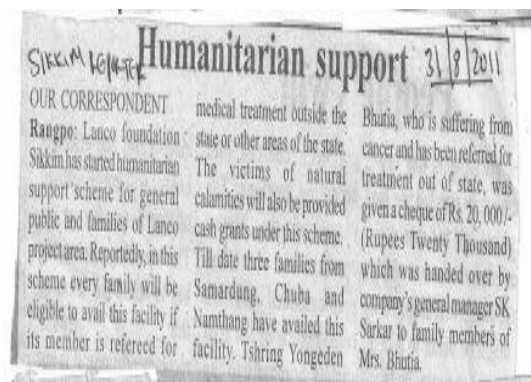 Humanitarian support
SIKKIM REPORTER
31/8/2011
OUR CORRESPONDENT
Rangpo: Lanco foundation
Sikkim has started humanitarian
support scheme for general
public and families of Lanco
project area. Reportedly, in this
scheme every family will be
eligible to avail this facility if
its member is refereed for
medical treatment outside the
state or other areas of the state.
The victims of natural
calamities will also be provided
cash grants under this scheme.
Till date three families from
Samardung, Chuba and
Namthang have availed this
facility. Tshring Yongeden
Bhutia, who is suffering from
cancer and has been referred for
treatment out of state, was
given a cheque of Rs. 20,000/-
(Rupees Twenty Thousand)
which was handed over by
company's general manager SK
Sarkar to family members of
Mrs. Bhutia.